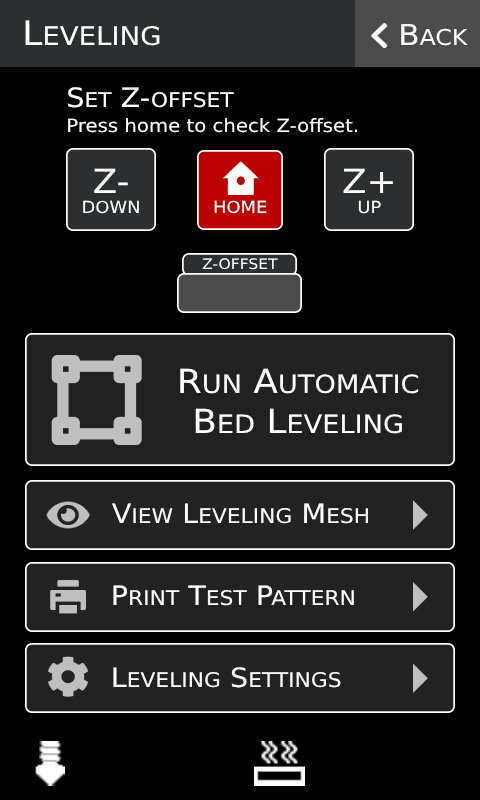 Leveling
Back
Set Z-offset
Press home to check Z-offset.
Z-
DOWN
HOME
Z+
UP
Z-OFFSET
Run Automatic
Bed Leveling
View Leveling Mesh
Print Test Pattern
Leveling Settings